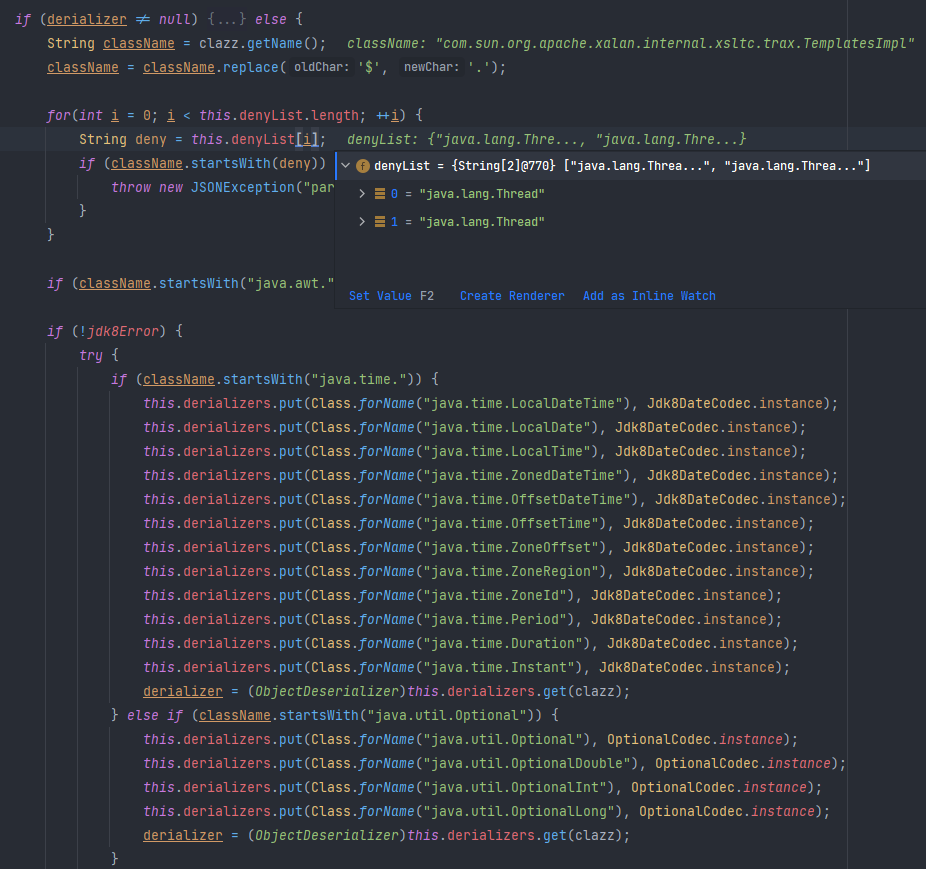 if (derializer ≠ null) {...} else {
String className = clazz.getName();   className: "com.sun.org.apache.xalan.internal.xsltc.trax.TemplatesImpl"
className = className.replace( oldChar: '$',  newChar: '.');
for(int i = 0; i < this.denyList.length; ++i) {
String deny = this.denyList[i];   denyList: {"java.lang.Thre..., "java.lang.Thre...}
if (className.startsWith(deny))
denyList = {String[2]@770} ["java.lang.Threa...", "java.lang.Threa..."]
throw new JSONException("par
0 = "java.lang.Thread"
}
1 = "java.lang.Thread"
}
if (className.startsWith("java.awt."
Set Value F2   Create Renderer   Add as Inline Watch
if (!jdk8Error) {
try {
if (className.startsWith("java.time.")) {
this.derializers.put(Class.forName("java.time.LocalDateTime"), Jdk8DateCodec.instance);
this.derializers.put(Class.forName("java.time.LocalDate"), Jdk8DateCodec.instance);
this.derializers.put(Class.forName("java.time.LocalTime"), Jdk8DateCodec.instance);
this.derializers.put(Class.forName("java.time.ZonedDateTime"), Jdk8DateCodec.instance);
this.derializers.put(Class.forName("java.time.OffsetDateTime"), Jdk8DateCodec.instance);
this.derializers.put(Class.forName("java.time.OffsetTime"), Jdk8DateCodec.instance);
this.derializers.put(Class.forName("java.time.ZoneOffset"), Jdk8DateCodec.instance);
this.derializers.put(Class.forName("java.time.ZoneRegion"), Jdk8DateCodec.instance);
this.derializers.put(Class.forName("java.time.ZoneId"), Jdk8DateCodec.instance);
this.derializers.put(Class.forName("java.time.Period"), Jdk8DateCodec.instance);
this.derializers.put(Class.forName("java.time.Duration"), Jdk8DateCodec.instance);
this.derializers.put(Class.forName("java.time.Instant"), Jdk8DateCodec.instance);
derializer = (ObjectDeserializer)this.derializers.get(clazz);
} else if (className.startsWith("java.util.Optional")) {
this.derializers.put(Class.forName("java.util.Optional"), OptionalCodec.instance);
this.derializers.put(Class.forName("java.util.OptionalDouble"), OptionalCodec.instance);
this.derializers.put(Class.forName("java.util.OptionalInt"), OptionalCodec.instance);
this.derializers.put(Class.forName("java.util.OptionalLong"), OptionalCodec.instance);
derializer = (ObjectDeserializer)this.derializers.get(clazz);
}